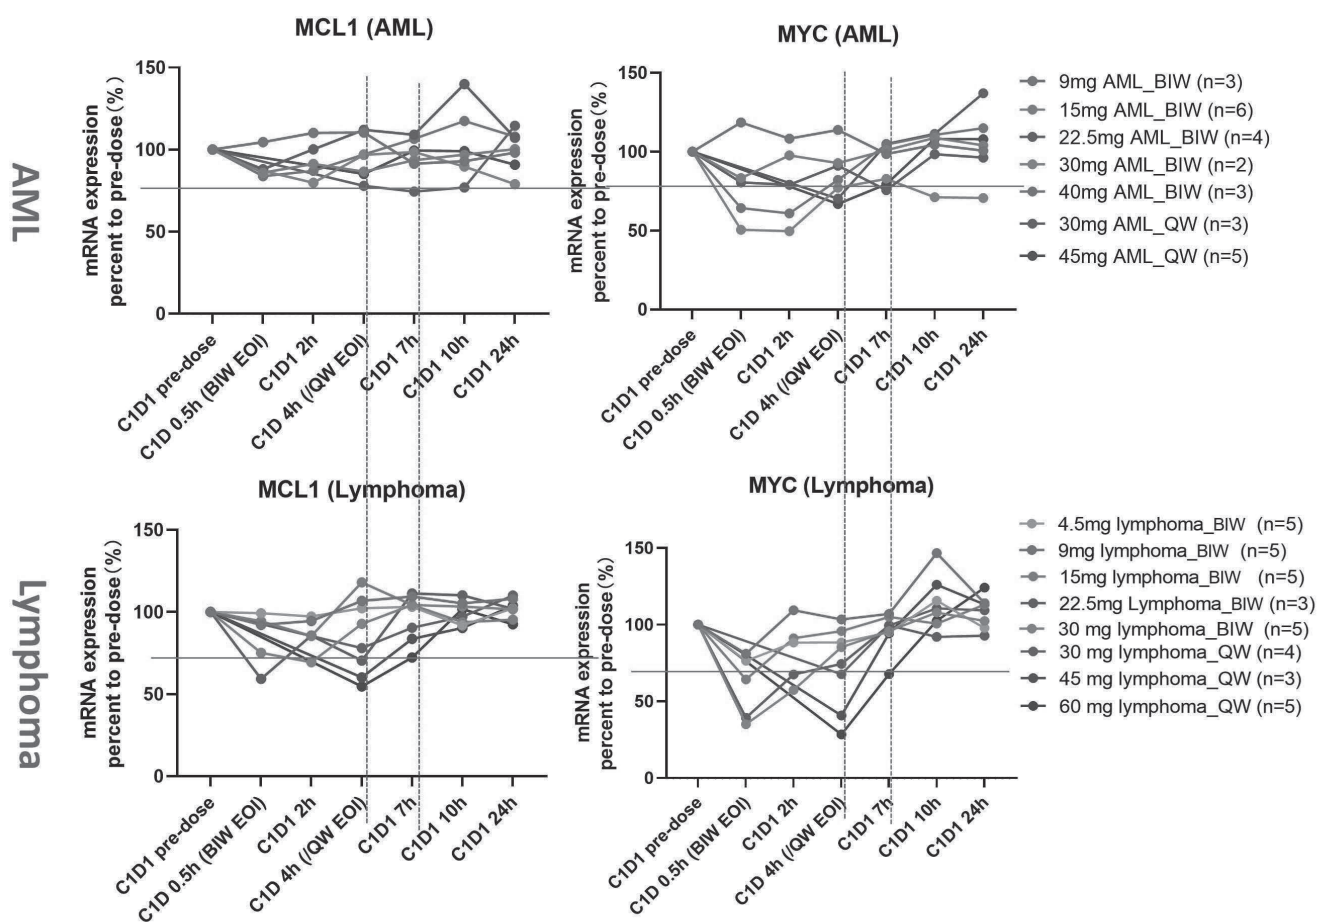 AML
MCL1 (AML)
mRNA expression
percent to pre-dose(%)
150
100
50
0
C1D1 pre-dose
C1D 0.5h (BIW EOI)
C1D1 2h
C1D 4h (/QW EOI)
C1D1 7h
C1D1 10h
C1D1 24h
MYC (AML)
mRNA expression
percent to pre-dose(%)
150
100
50
0
C1D1 pre-dose
C1D 0.5h (BIW EOI)
C1D1 2h
C1D 4h (/QW EOI)
C1D1 7h
C1D1 10h
C1D1 24h
9mg AML_BIW (n=3)
15mg AML_BIW (n=6)
22.5mg AML_BIW (n=4)
30mg AML_BIW (n=2)
40mg AML_BIW (n=3)
30mg AML_QW (n=3)
45mg AML_QW (n=5)
Lymphoma
MCL1 (Lymphoma)
mRNA expression
percent to pre-dose(%)
150
100
50
0
C1D1 pre-dose
C1D 0.5h (BIW EOI)
C1D1 2h
C1D 4h (/QW EOI)
C1D1 7h
C1D1 10h
C1D1 24h
MYC (Lymphoma)
mRNA expression
percent to pre-dose(%)
150
100
50
0
C1D1 pre-dose
C1D 0.5h (BIW EOI)
C1D1 2h
C1D 4h (/QW EOI)
C1D1 7h
C1D1 10h
C1D1 24h
4.5mg lymphoma_BIW (n=5)
9mg lymphoma_BIW (n=5)
15mg lymphoma_BIW (n=5)
22.5mg Lymphoma_BIW (n=3)
30 mg lymphoma_BIW (n=5)
30 mg lymphoma_QW (n=4)
45 mg lymphoma_QW (n=3)
60 mg lymphoma_QW (n=5)